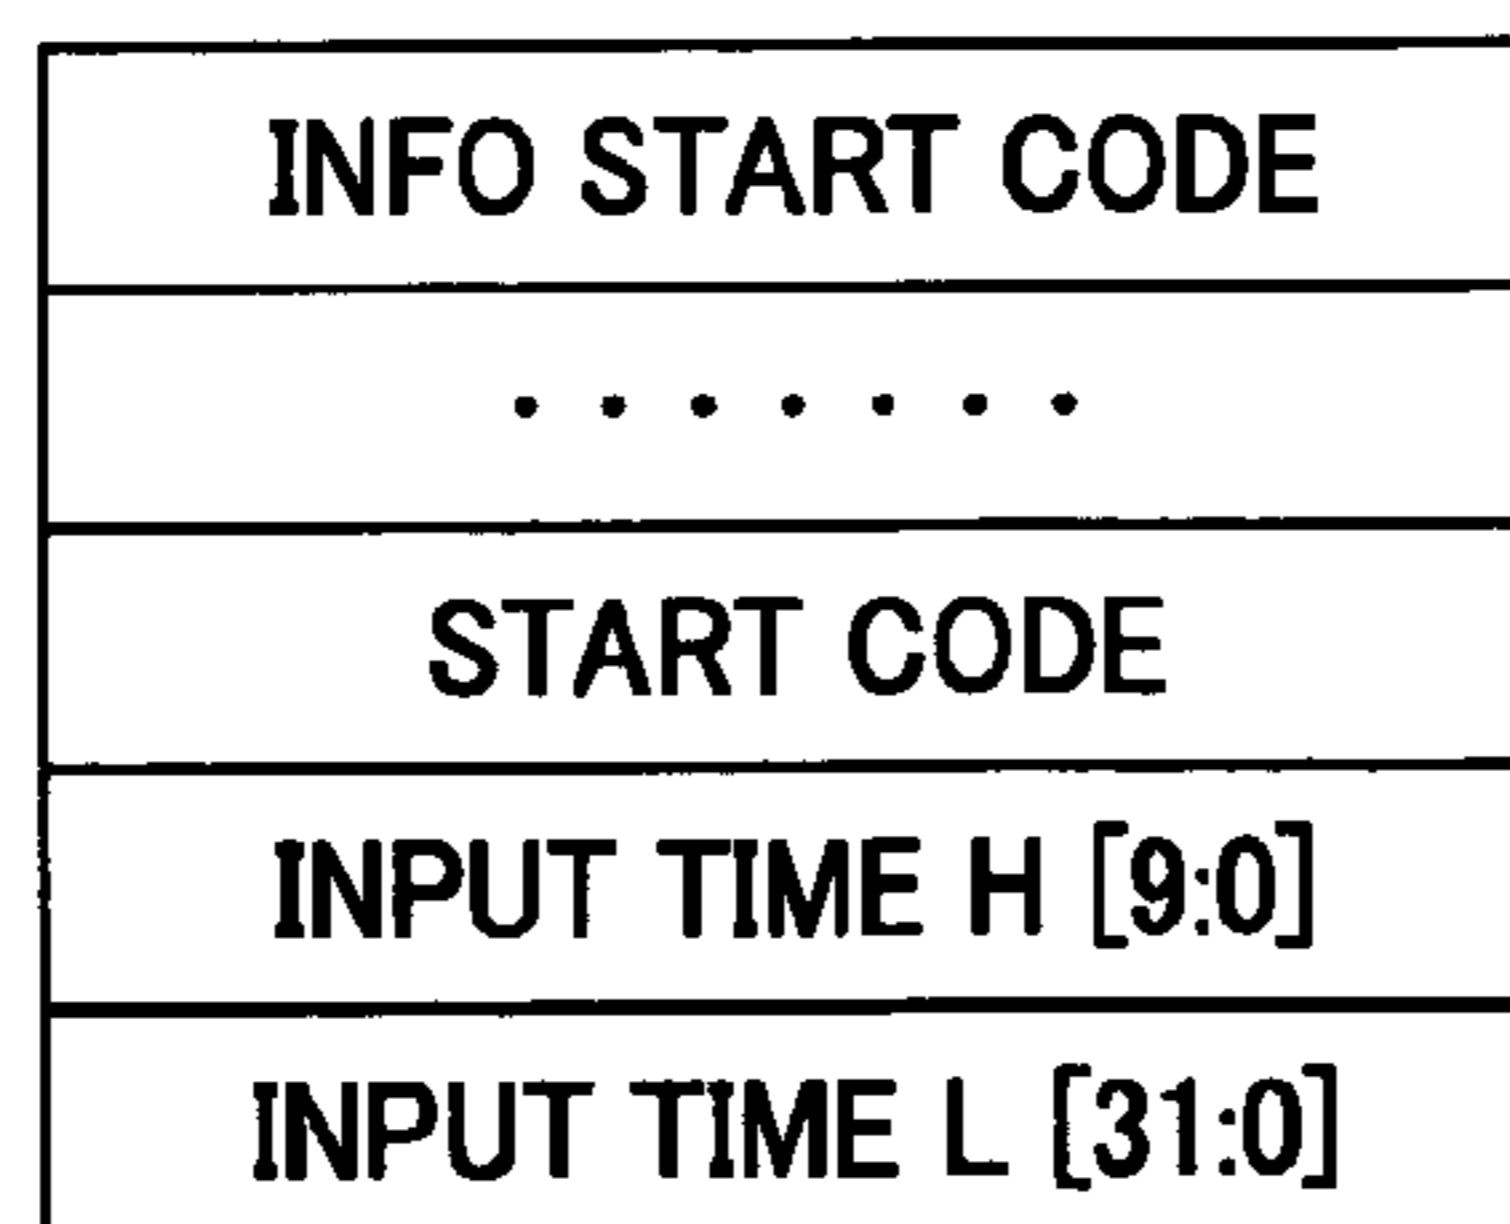 INFO START CODE
・・・・・・・
START CODE
INPUT TIME H [9:0]
INPUT TIME L [31:0]